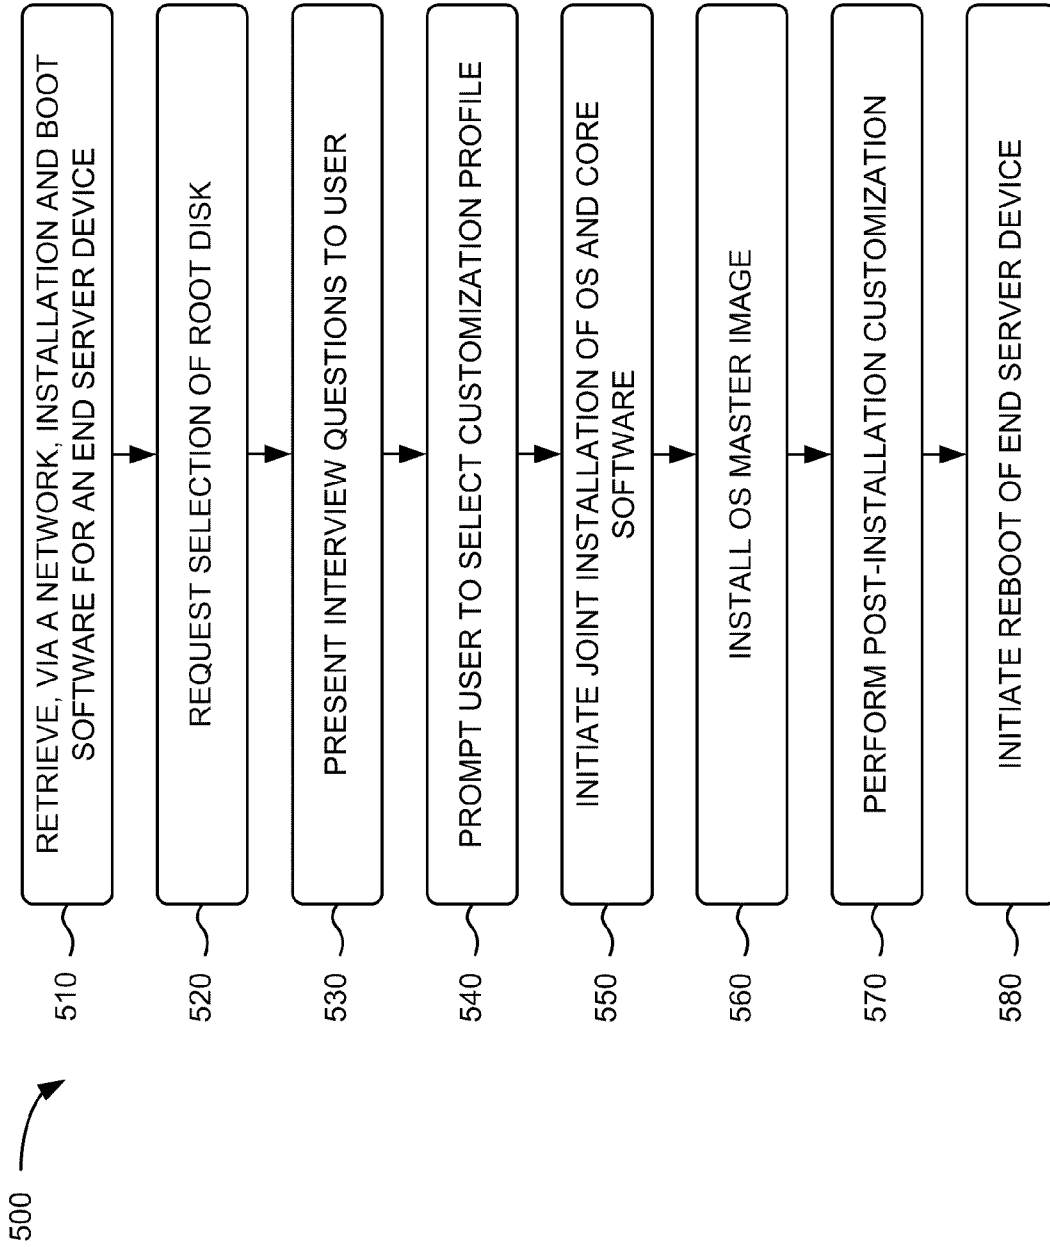 500
510
RETRIEVE, VIA A NETWORK, INSTALLATION AND BOOT
SOFTWARE FOR AN END SERVER DEVICE
520
REQUEST SELECTION OF ROOT DISK
530
PRESENT INTERVIEW QUESTIONS TO USER
540
PROMPT USER TO SELECT CUSTOMIZATION PROFILE
550
INITIATE JOINT INSTALLATION OF OS AND CORE
SOFTWARE
560
INSTALL OS MASTER IMAGE
570
PERFORM POST-INSTALL CUSTOMIZATION
580
INITIATE REBOOT OF END SERVER DEVICE